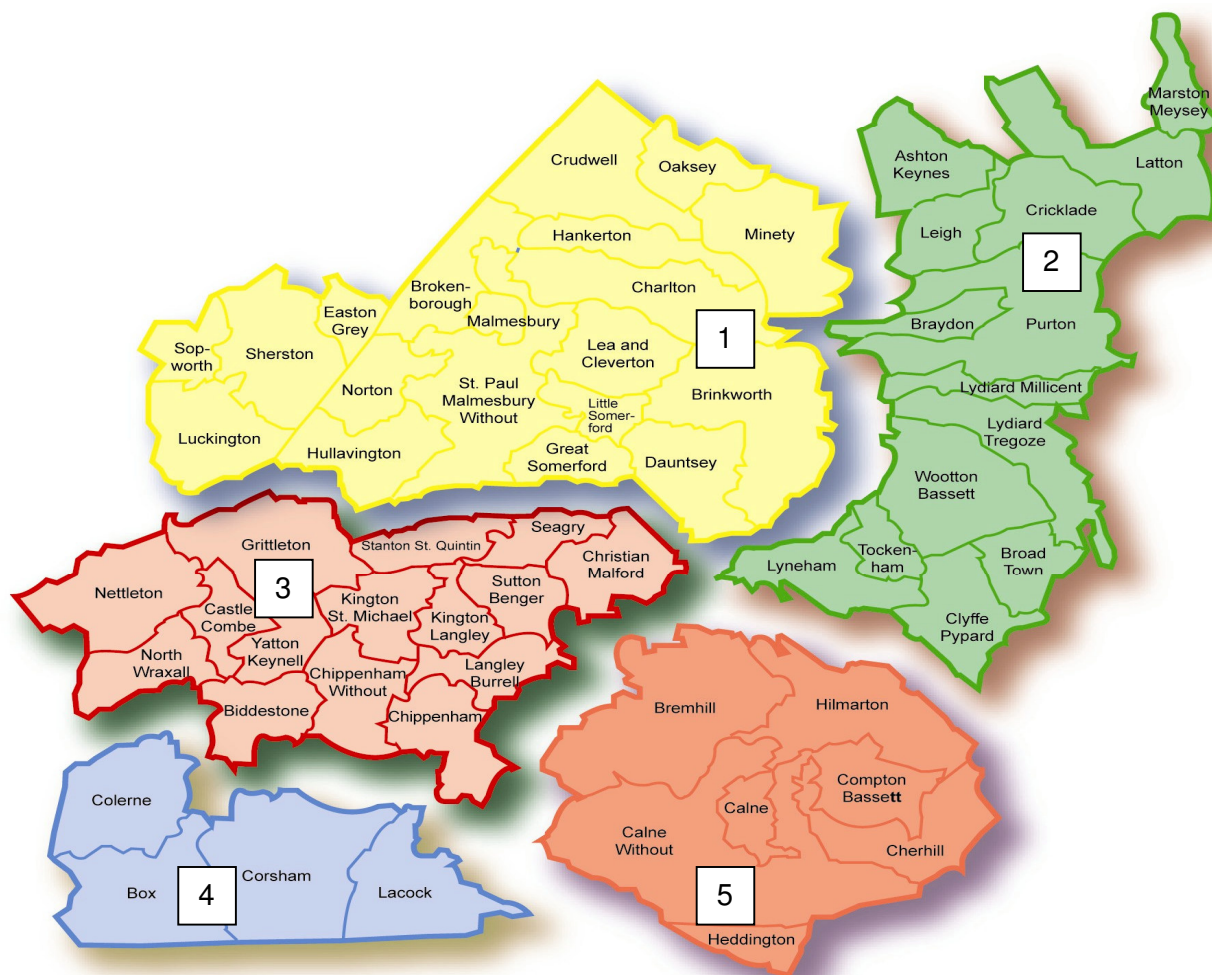 Crudwell
Oaksey
Hankerton
Minety
Charlton
Broken-
borough
Malmesbury
Easton
Grey
Sop-
worth
Sherston
1
Lea and
Cleverton
Norton
St. Paul
Malmesbury
Without
Brinkworth
Little
Somer-
ford
Luckington
Hullavington
Great
Somerford
Dauntsey
Marston
Meysey
Ashton
Keynes
Latton
Cricklade
Leigh
2
Braydon
Purton
Lydiard Millicent
Lydiard
Tregoze
Wootton
Bassett
Lyneham
Tocken-
ham
Broad
Town
Clyffe
Pypard
Seagry
Stanton St. Quintin
Grittleton
Christian
Malford
Nettleton
3
Sutton
Benger
Kington
St. Michael
Castle
Combe
Kington
Langley
Yatton
Keynell
North
Wraxall
Langley
Burrell
Chippenham
Without
Biddestone
Chippenham
Colerne
Box
4
Corsham
Lacock
Bremhill
Hilmarton
Compton
Bassett
Calne
Calne
Without
Cherhill
5
Heddington